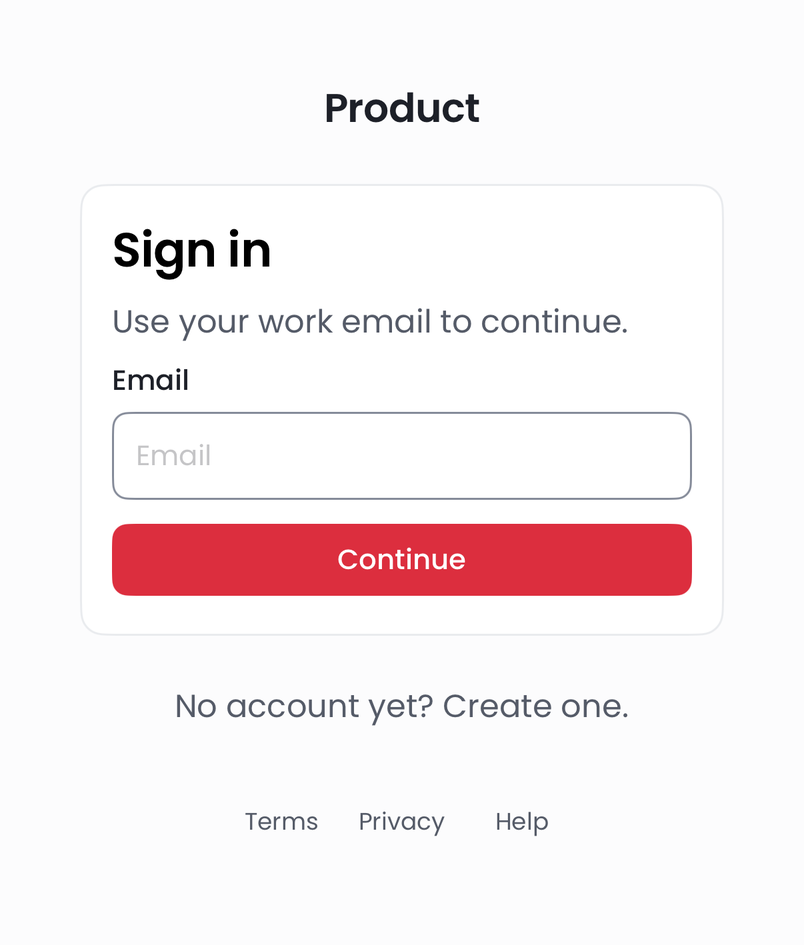 Product
Sign in
Use your work email to continue.
Email
Email
Continue
No account yet? Create one.
Terms Privacy Help